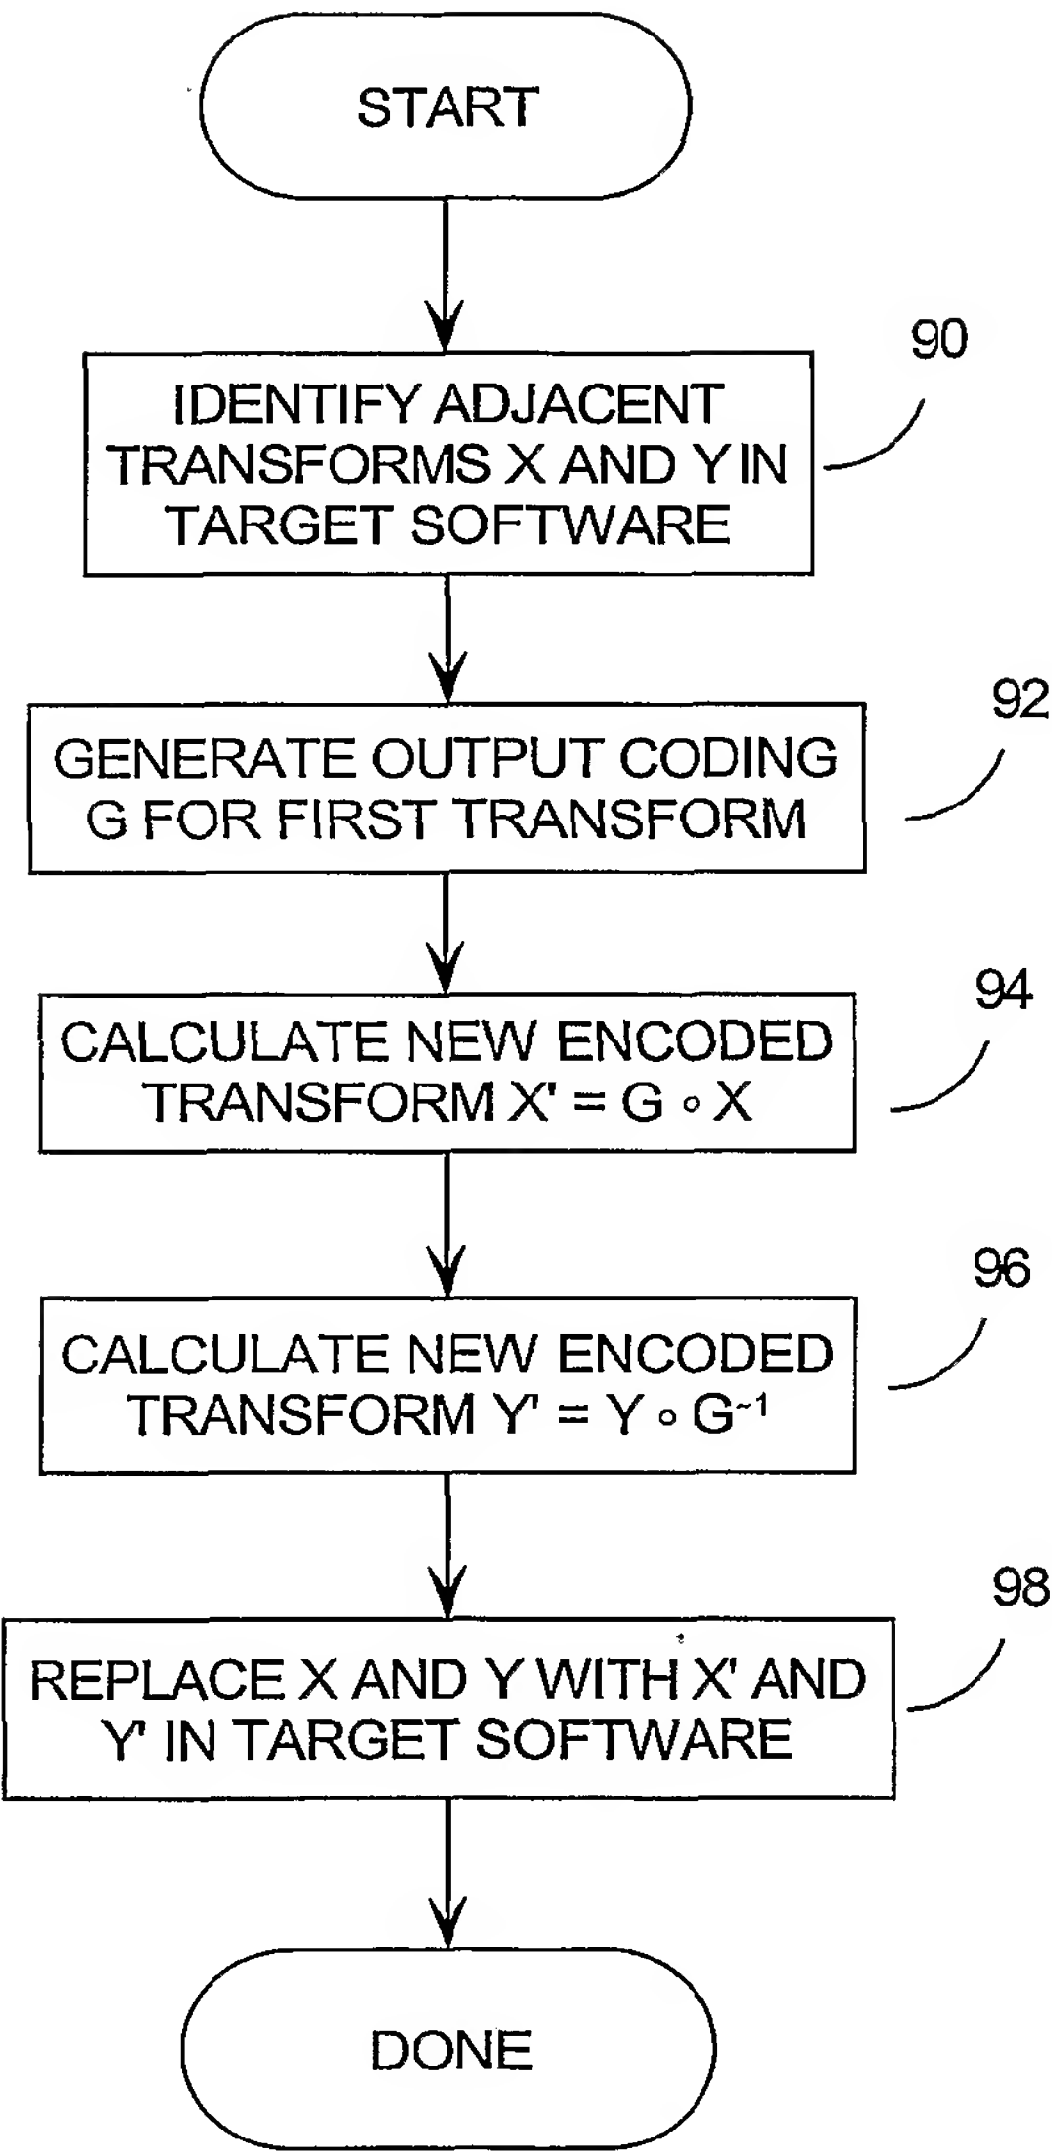 START
90
IDENTIFY ADJACENT
TRANSFORMS X AND Y IN
TARGET SOFTWARE
92
GENERATE OUTPUT CODING
G FOR FIRST TRANSFORM
94
CALCULATE NEW ENCODED
TRANSFORM X' = G ∘ X
96
CALCULATE NEW ENCODED
TRANSFORM Y' = Y ∘ G⁻¹
98
REPLACE X AND Y WITH X' AND
Y' IN TARGET SOFTWARE
DONE